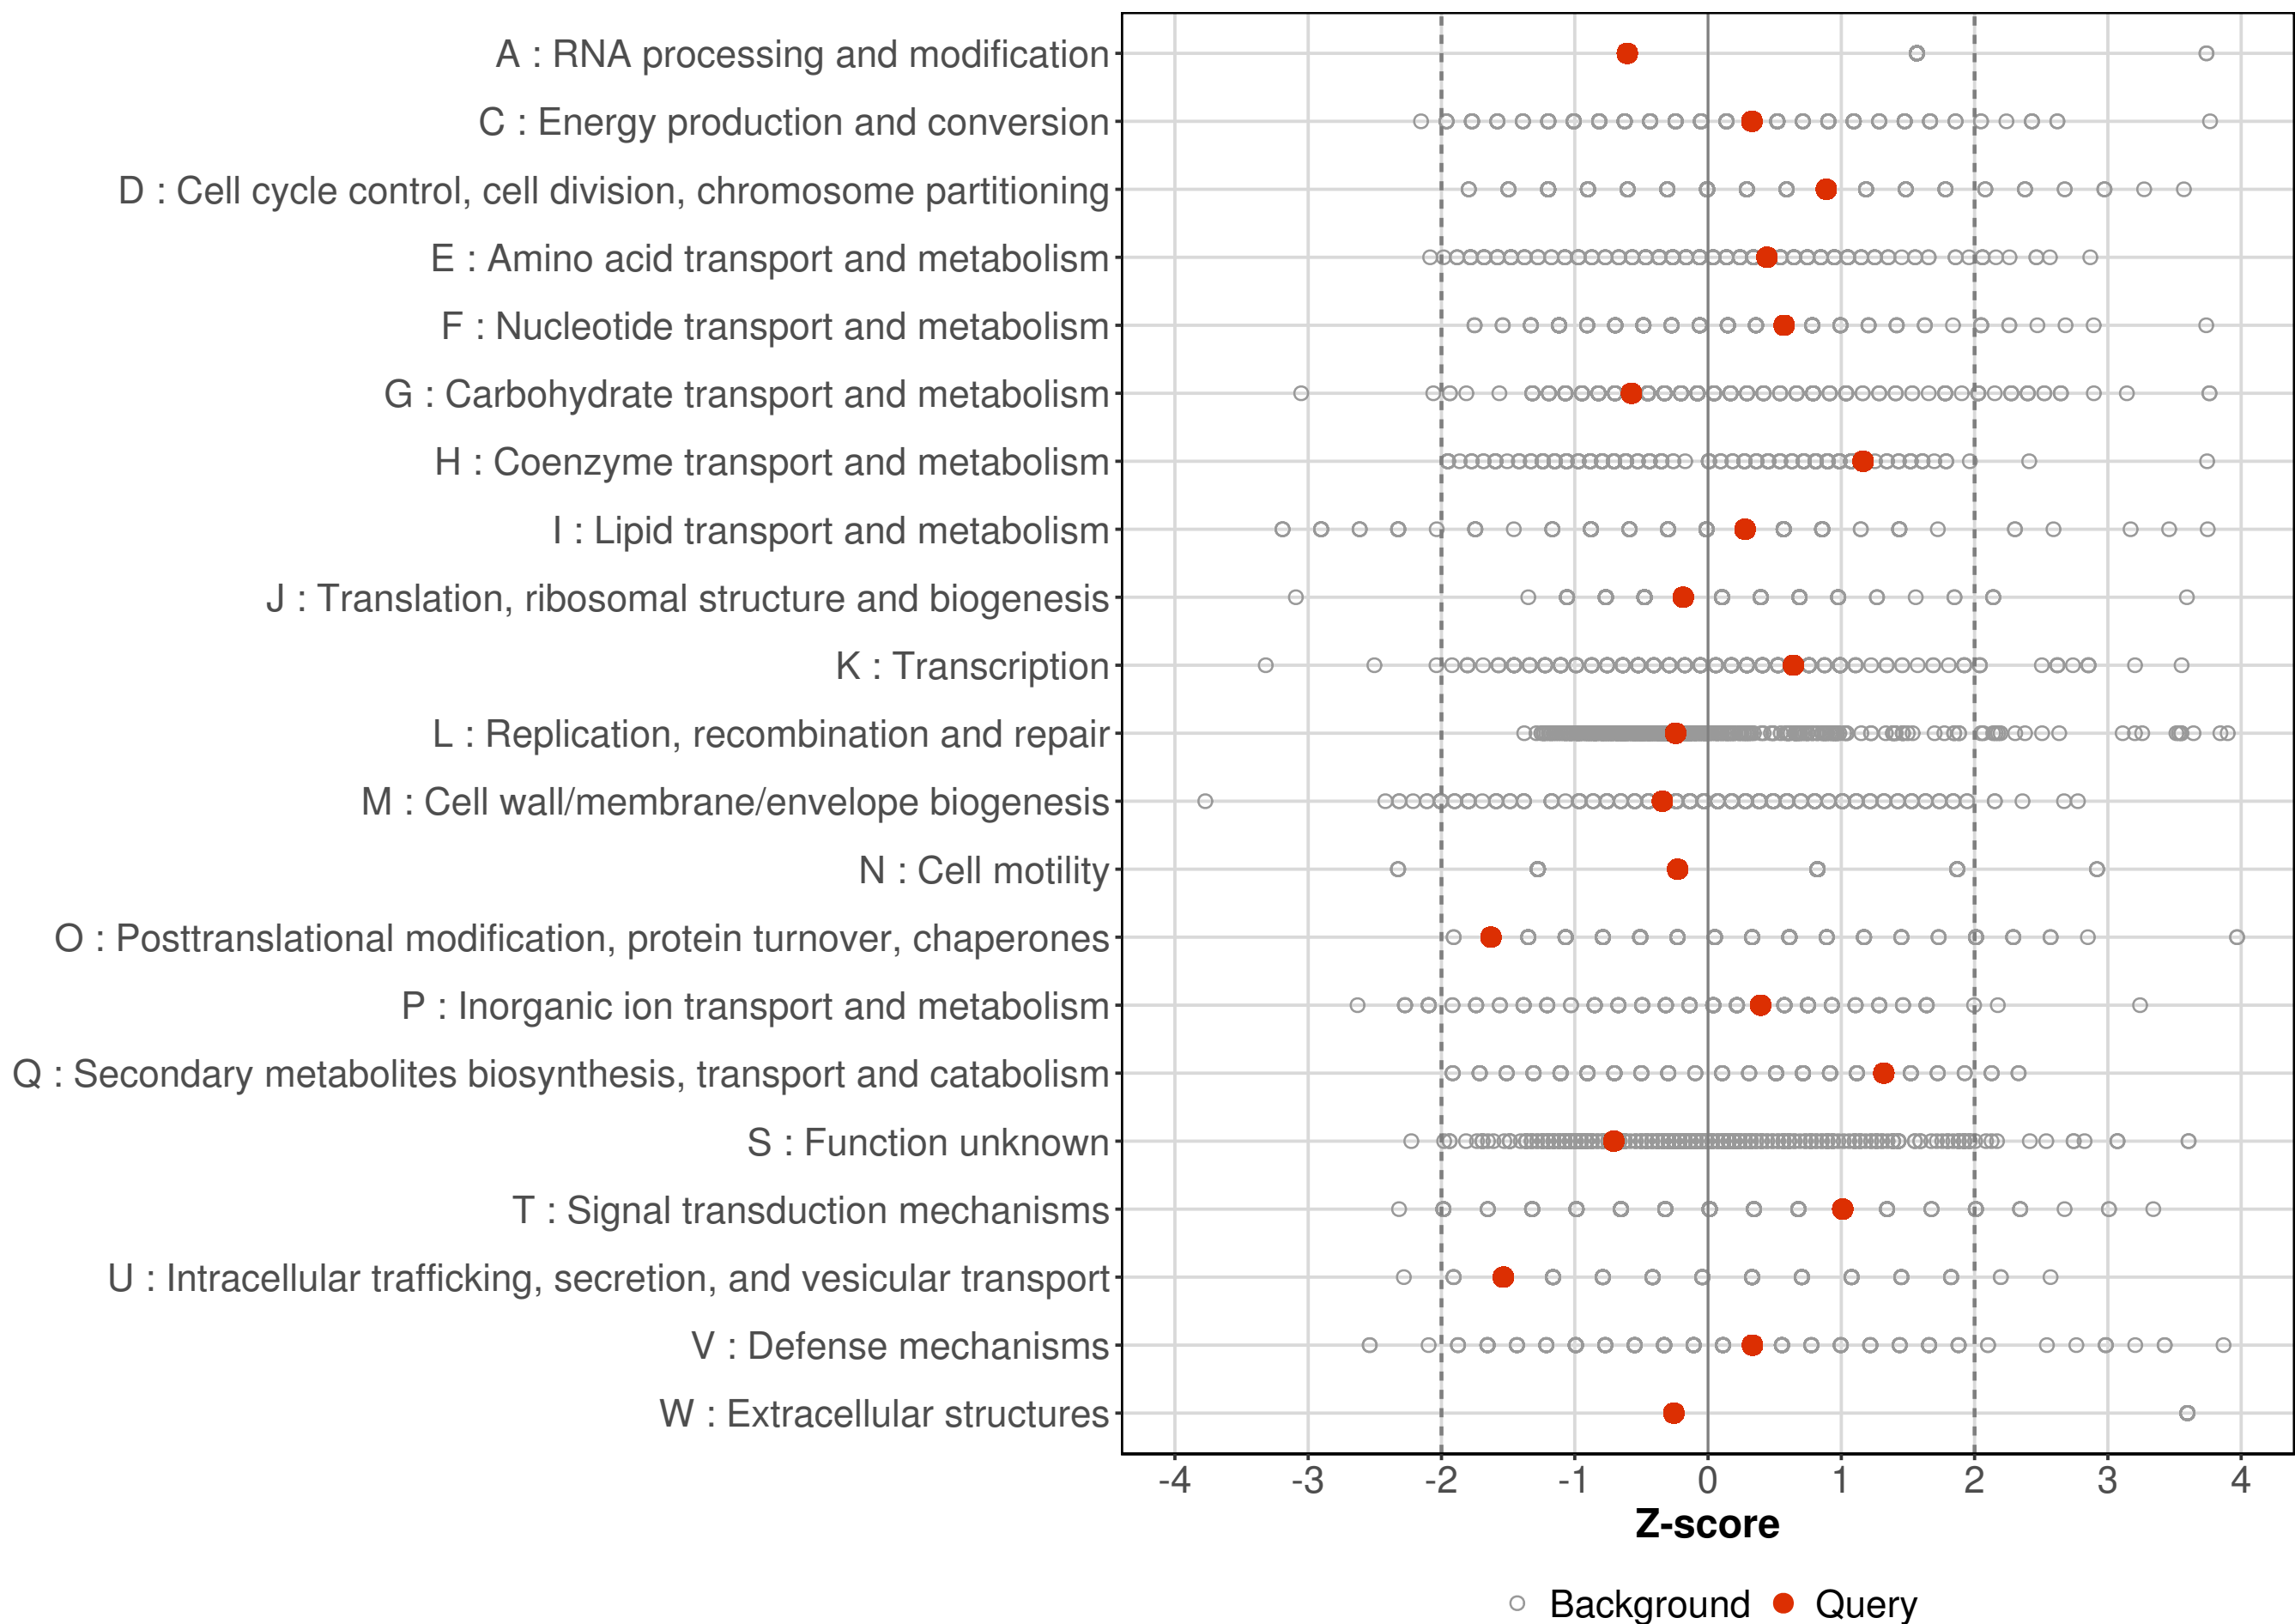 A : RNA processing and modification
C : Energy production and conversion
D : Cell cycle control, cell division, chromosome partitioning
E : Amino acid transport and metabolism
F : Nucleotide transport and metabolism
G : Carbohydrate transport and metabolism
H : Coenzyme transport and metabolism
I : Lipid transport and metabolism
J : Translation, ribosomal structure and biogenesis
K : Transcription
L : Replication, recombination and repair
M : Cell wall/membrane/envelope biogenesis
N : Cell motility
O : Posttranslational modification, protein turnover, chaperones
P : Inorganic ion transport and metabolism
Q : Secondary metabolites biosynthesis, transport and catabolism
S : Function unknown
T : Signal transduction mechanisms
U : Intracellular trafficking, secretion, and vesicular transport
V : Defense mechanisms
W : Extracellular structures
-4 -3 -2 -1 0 1 2 3 4
Z-score
Background Query